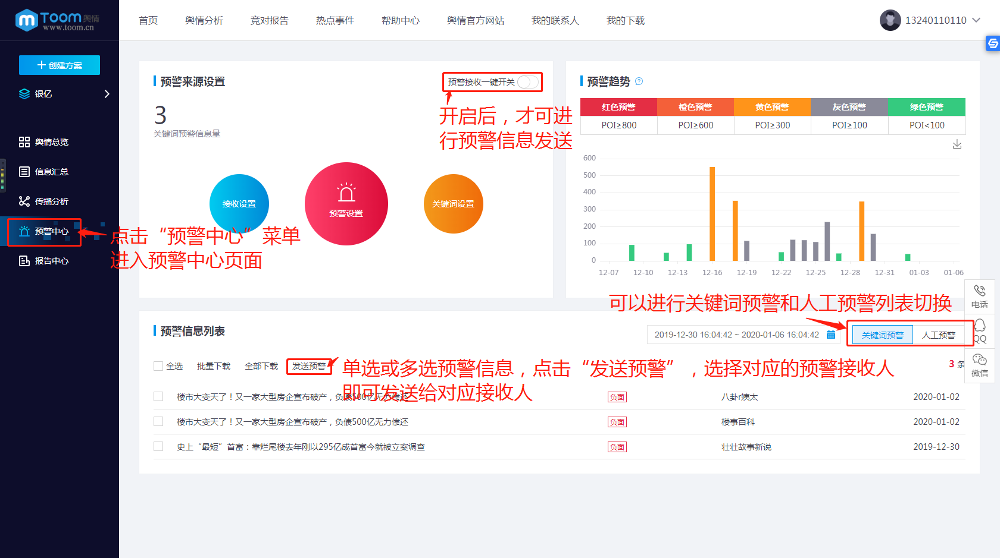 Toom舆情
www.toom.cn
首页
舆情分析
竞对报告
热点事件
帮助中心
舆情官方网站
我的联系人
我的下载
13240110110
创建方案
银亿
舆情总览
信息汇总
传播分析
预警中心
报告中心
点击“预警中心”菜单
进入预警中心页面
预警来源设置
预警接收一键开关
开启后，才可进
行预警信息发送
3
关键词预警信息量
接收设置
预警设置
关键词设置
预警趋势
红色预警 橙色预警 黄色预警 灰色预警 绿色预警
POI≥800 POI≥600 POI≥300 POI≥100 POI<100
600
500
400
300
200
100
0
12-07 12-10 12-13 12-16 12-19 12-22 12-25 12-28 12-31 01-03 01-06
可以进行关键词预警和人工预警列表切换
电话
QQ
微信
预警信息列表
2019-12-30 16:04:42 ~ 2020-01-06 16:04:42
关键词预警
人工预警
全选 批量下载 全部下载 发送预警
3 条
单选或多选预警信息，点击“发送预警”，选择对应的预警接收人
即可发送给对应接收人
楼市大变天了！又一家大型房企宣布破产，负债500亿无力偿还 负面 八卦r姨太 2020-01-02
楼市大变天了！又一家大型房企宣布破产，负债500亿无力偿还 负面 楼事百科 2020-01-02
史上“最短”首富：靠烂尾楼去年刚以295亿成首富今就被立案调查 负面 壮壮故事新说 2019-12-30